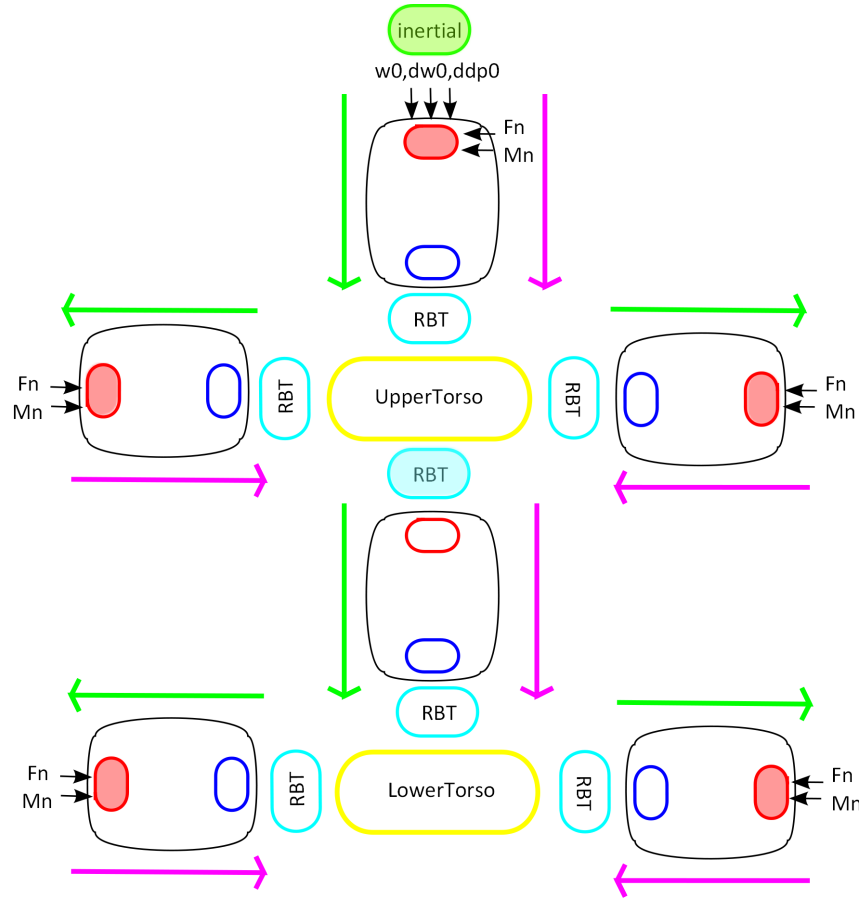 inertial
w0,dw0,ddp0
Fn
Mn
RBT
Fn
Mn
RBT
UpperTorso
RBT
Fn
Mn
RBT
RBT
Fn
Mn
RBT
LowerTorso
RBT
Fn
Mn